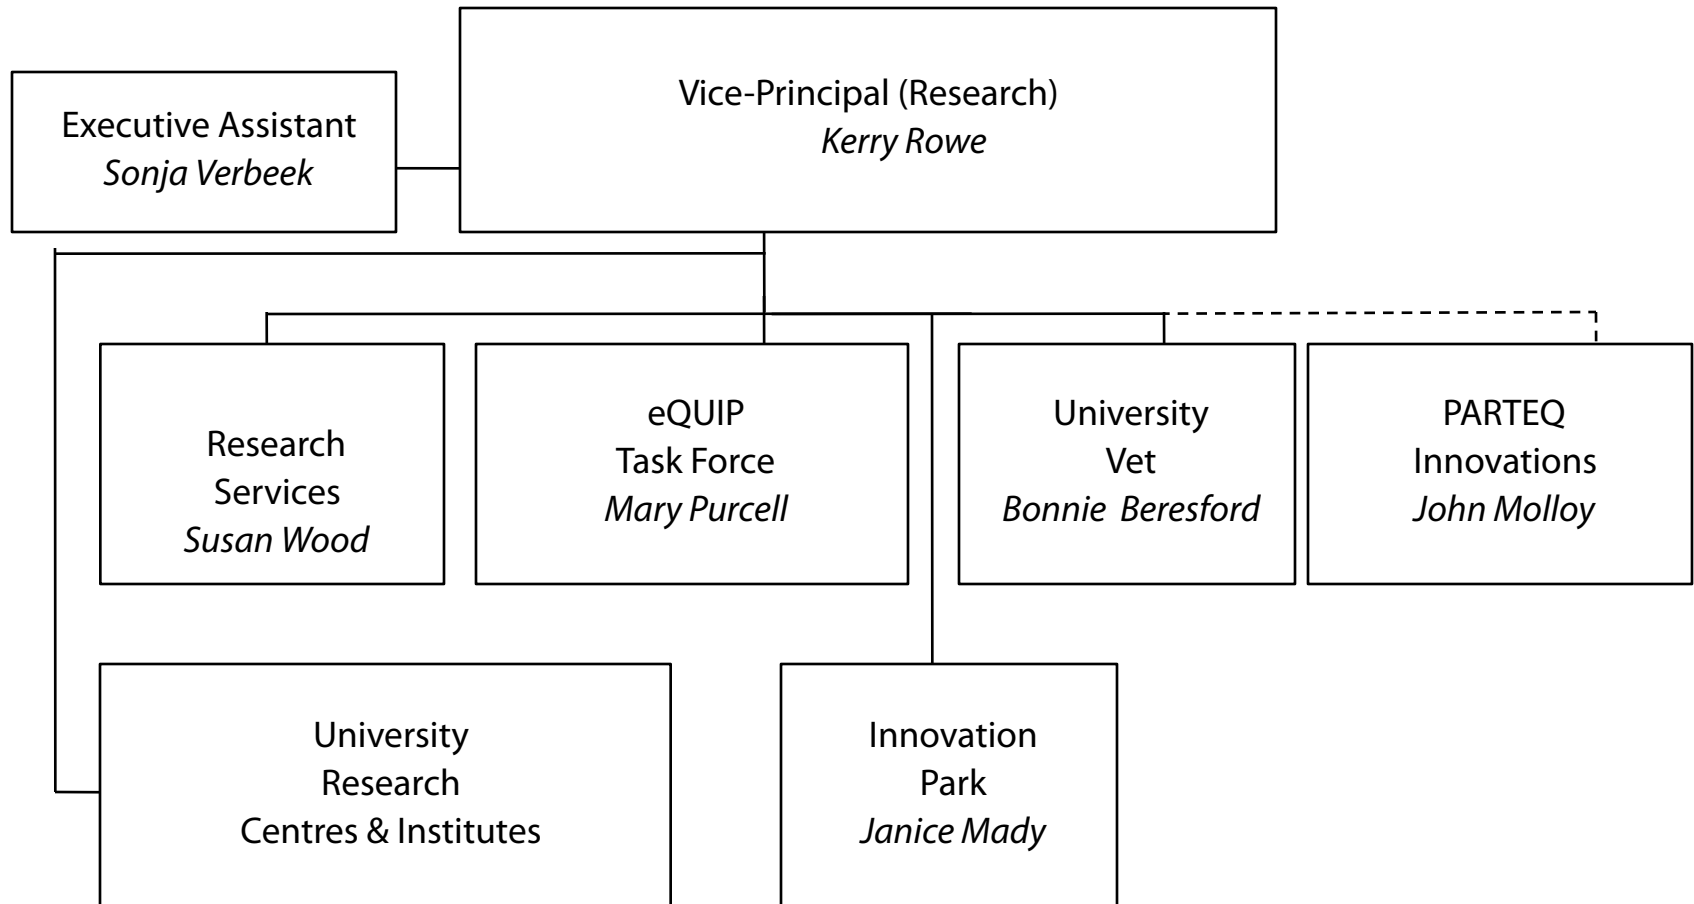 Executive Assistant
Sonja Verbeek
Vice-Principal (Research)
Kerry Rowe
Research
Services
Susan Wood
eQUIP
Task Force
Mary Purcell
University
Vet
Bonnie  Beresford
PARTEQ
Innovations
John Molloy
University
Research
Centres & Institutes
Innovation
Park
Janice Mady